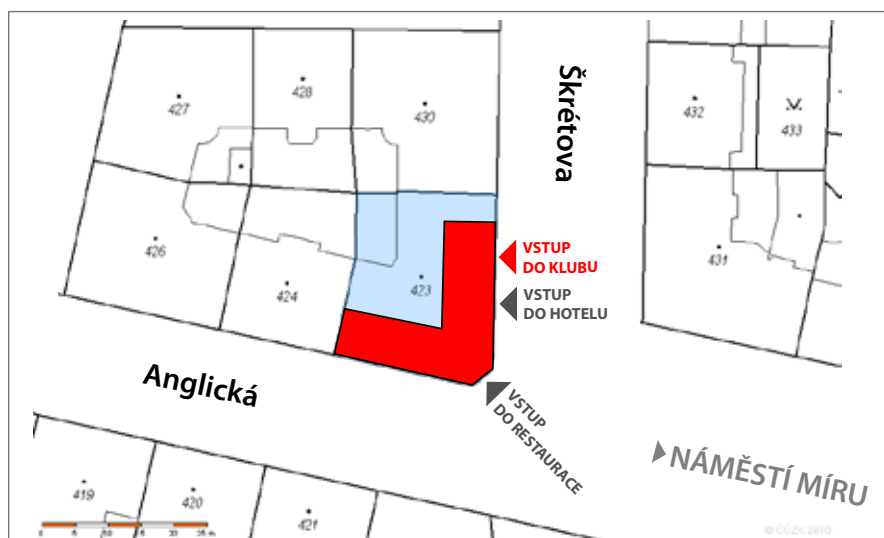 427
428
430
Škrétova
432
433
426
424
423
431
VSTUP
DO KLUBU
VSTUP
DO HOTELU
Anglická
VSTUP
DO RESTAURACE
NÁMĚSTÍ MÍRU
419
420
421
© ČÚZK 2010